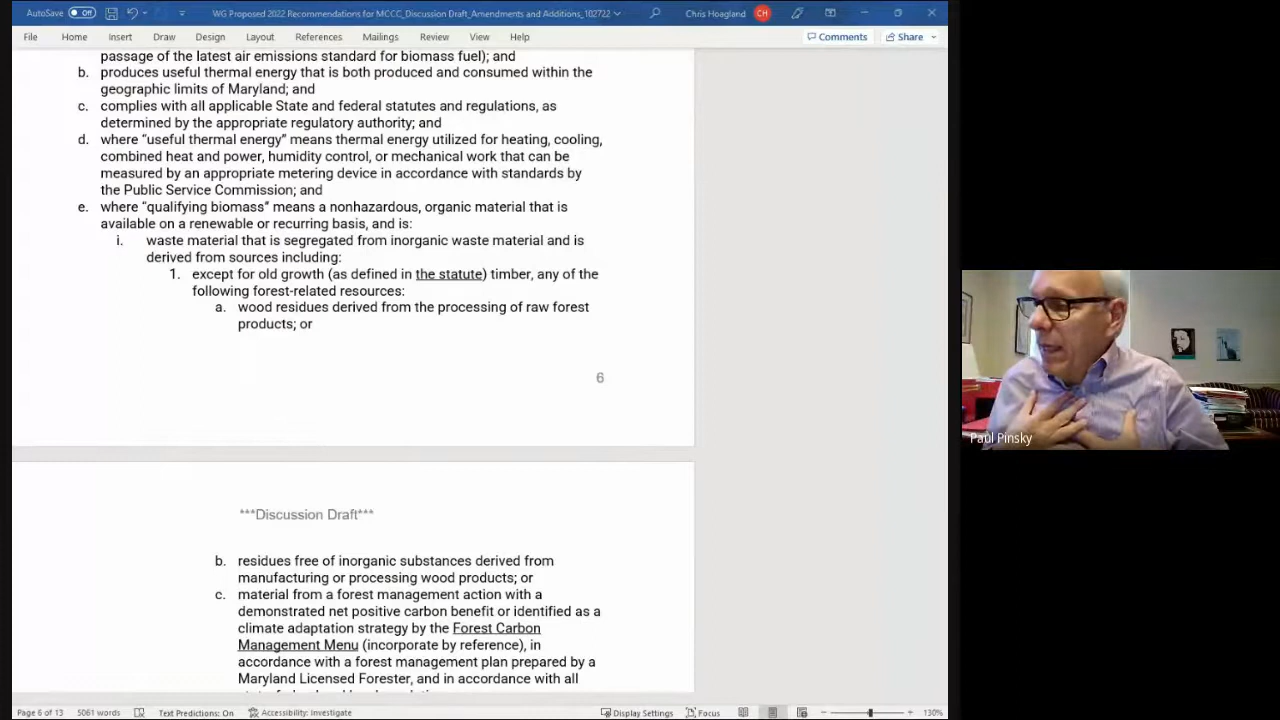 AutoSave Off WG Proposed 2022 Recommendations for MCCC_Discussion Draft_Amendments and Additions_102722 Chris Hoagland CH
File Home Insert Draw Design Layout References Mailings Review View Help Comments Share
passage of the latest air emissions standard for biomass fuel); and
b. produces useful thermal energy that is both produced and consumed within the
geographic limits of Maryland; and
c. complies with all applicable State and federal statutes and regulations, as
determined by the appropriate regulatory authority; and
d. where “useful thermal energy” means thermal energy utilized for heating, cooling,
combined heat and power, humidity control, or mechanical work that can be
measured by an appropriate metering device in accordance with standards by
the Public Service Commission; and
e. where “qualifying biomass” means a nonhazardous, organic material that is
available on a renewable or recurring basis, and is:
i. waste material that is segregated from inorganic waste material and is
derived from sources including:
1. except for old growth (as defined in the statute) timber, any of the
following forest-related resources:
a. wood residues derived from the processing of raw forest
products; or
6
***Discussion Draft***
b. residues free of inorganic substances derived from
manufacturing or processing wood products; or
c. material from a forest management action with a
demonstrated net positive carbon benefit or identified as a
climate adaptation strategy by the Forest Carbon
Management Menu (incorporate by reference), in
accordance with a forest management plan prepared by a
Maryland Licensed Forester, and in accordance with all
Page 6 of 13 5061 words Text Predictions: On Accessibility: Investigate Display Settings Focus 130%
Paul Pinsky